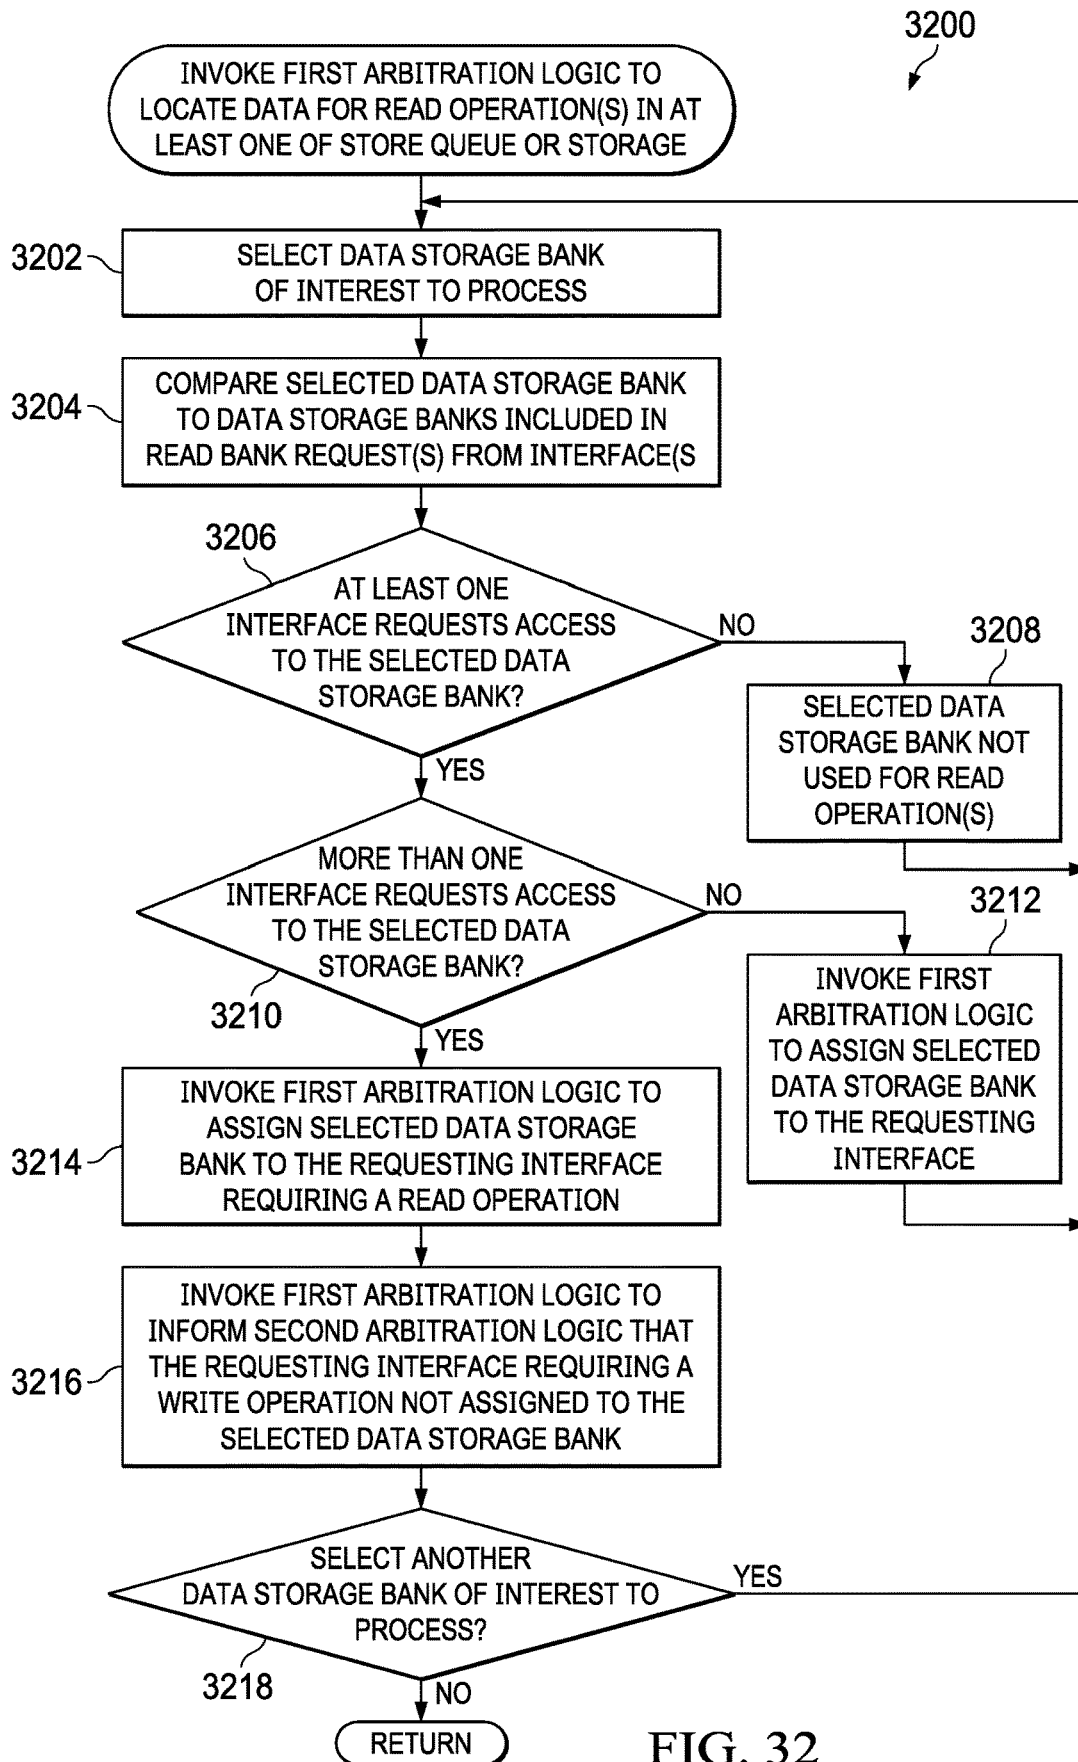 3200
INVOKE FIRST ARBITRATION LOGIC TO
LOCATE DATA FOR READ OPERATION(S) IN AT
LEAST ONE OF STORE QUEUE OR STORAGE
3202
SELECT DATA STORAGE BANK
OF INTEREST TO PROCESS
3204
COMPARE SELECTED DATA STORAGE BANK
TO DATA STORAGE BANKS INCLUDED IN
READ BANK REQUEST(S) FROM INTERFACE(S
3206
AT LEAST ONE
INTERFACE REQUESTS ACCESS
TO THE SELECTED DATA
STORAGE BANK?
NO
YES
3208
SELECTED DATA
STORAGE BANK NOT
USED FOR READ
OPERATION(S)
MORE THAN ONE
INTERFACE REQUESTS ACCESS
TO THE SELECTED DATA
STORAGE BANK?
3210
NO
YES
3212
INVOKE FIRST
ARBITRATION LOGIC
TO ASSIGN SELECTED
DATA STORAGE BANK
TO THE REQUESTING
INTERFACE
3214
INVOKE FIRST ARBITRATION LOGIC TO
ASSIGN SELECTED DATA STORAGE
BANK TO THE REQUESTING INTERFACE
REQUIRING A READ OPERATION
3216
INVOKE FIRST ARBITRATION LOGIC TO
INFORM SECOND ARBITRATION LOGIC THAT
THE REQUESTING INTERFACE REQUIRING A
WRITE OPERATION NOT ASSIGNED TO THE
SELECTED DATA STORAGE BANK
SELECT ANOTHER
DATA STORAGE BANK OF INTEREST TO
PROCESS?
3218
YES
NO
RETURN
FIG. 32